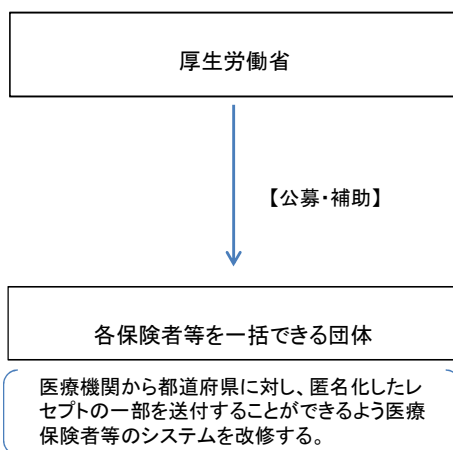 厚生労働省
【公募・補助】
各保険者等を一括できる団体
医療機関から都道府県に対し、匿名化したレ
セプトの一部を送付することができるよう医療
保険者等のシステムを改修する。